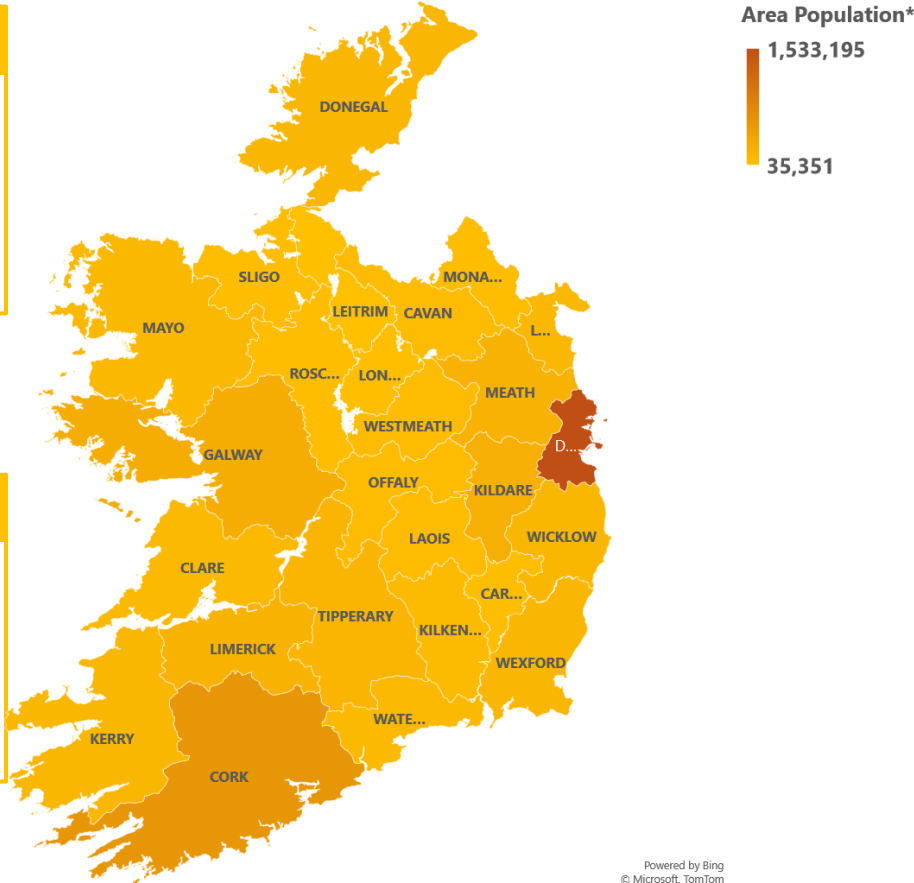 Area Population*
1,533,195
35,351
DONEGAL
SLIGO
MONA...
LEITRIM
CAVAN
MAYO
L...
ROSC...
LON...
MEATH
WESTMEATH
D...
GALWAY
OFFALY
KILDARE
LAOIS
WICKLOW
CLARE
CAR...
TIPPERARY
KILKEN...
LIMERICK
WEXFORD
WATE...
KERRY
CORK
Powered by Bing
© Microsoft, TomTom